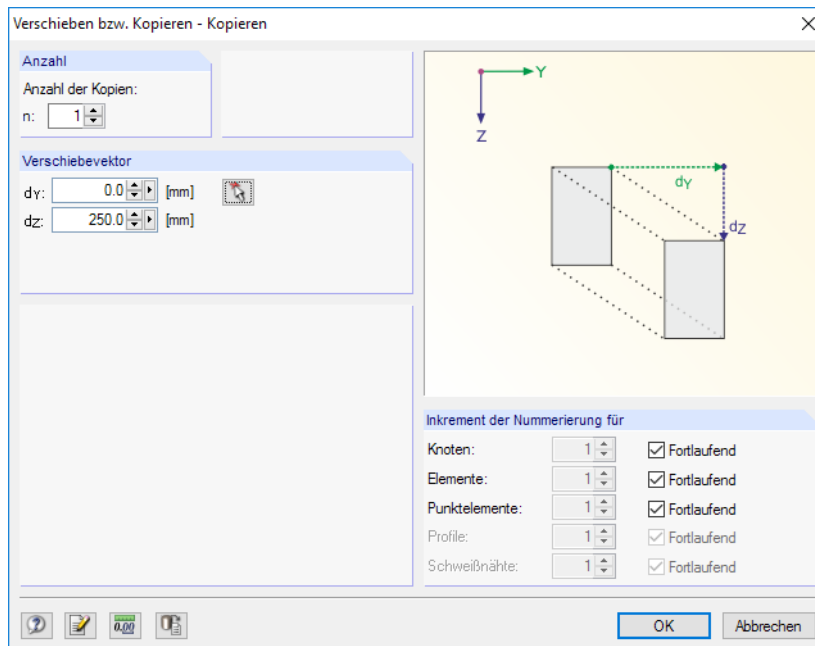 Verschieben bzw. Kopieren - Kopieren
Anzahl
Anzahl der Kopien:
n: 1
Verschiebevektor
dY: 0.0 [mm]
dZ: 250.0 [mm]
Y
Z
dY
dZ
Inkrement der Nummerierung für
Knoten: 1 Fortlaufend
Elemente: 1 Fortlaufend
Punktelemente: 1 Fortlaufend
Profile: 1 Fortlaufend
Schweißnähte: 1 Fortlaufend
0.00
OK Abbrechen